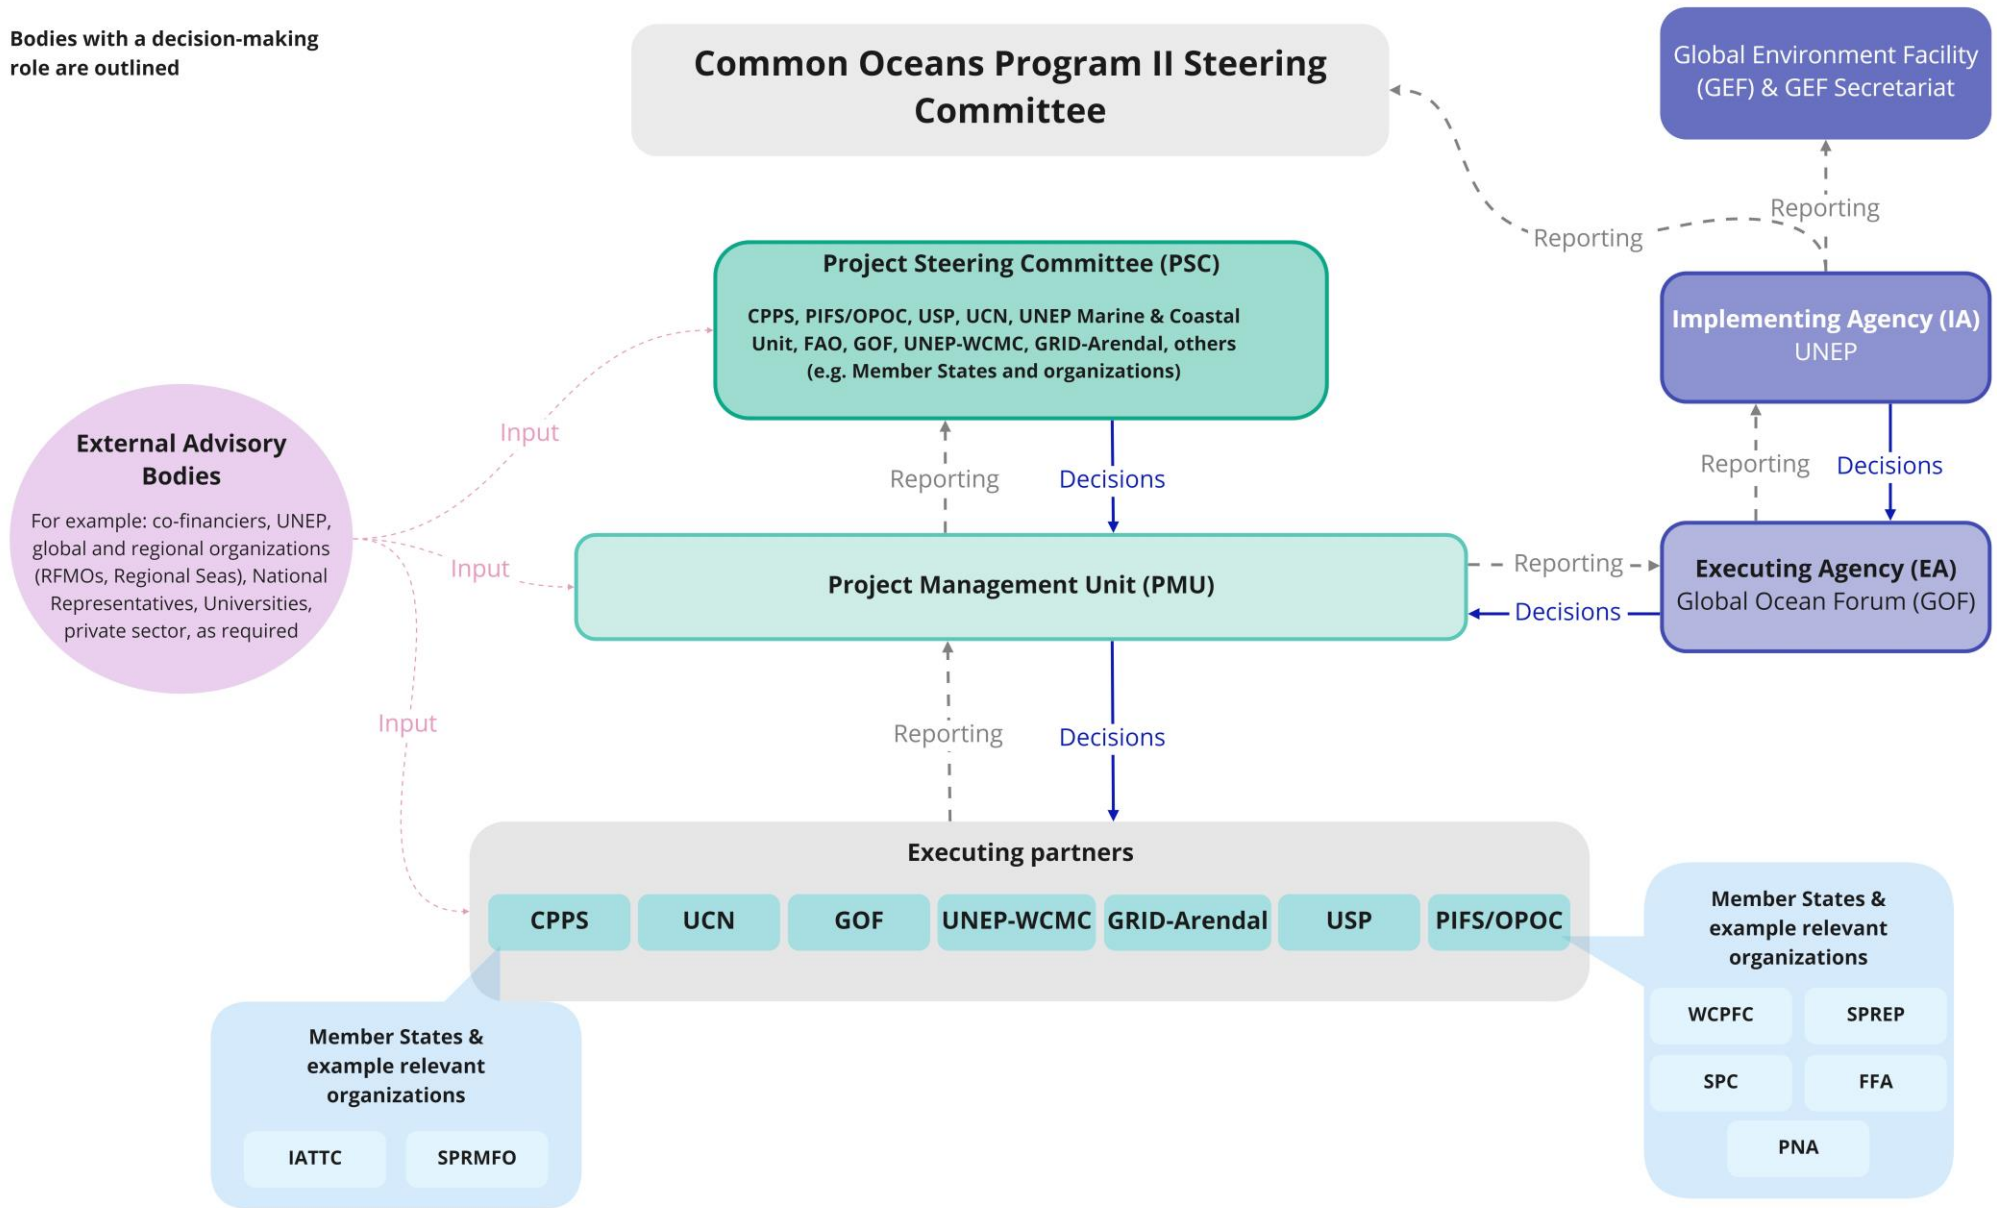 Bodies with a decision-making
role are outlined
Common Oceans Program II Steering
Committee
Global Environment Facility
(GEF) & GEF Secretariat
Reporting
Reporting
Project Steering Committee (PSC)
CPPS, PIFS/OPOC, USP, UCN, UNEP Marine & Coastal
Unit, FAO, GOF, UNEP-WCMC, GRID-Arendal, others
(e.g. Member States and organizations)
Implementing Agency (IA)
UNEP
Input
Reporting
Decisions
Reporting
Decisions
External Advisory
Bodies
For example: co-financiers, UNEP,
global and regional organizations
(RFMOs, Regional Seas), National
Representatives, Universities,
private sector, as required
Input
Project Management Unit (PMU)
Reporting
Decisions
Executing Agency (EA)
Global Ocean Forum (GOF)
Input
Reporting
Decisions
Executing partners
CPPS
UCN
GOF
UNEP-WCMC
GRID-Arendal
USP
PIFS/OPOC
Member States &
example relevant
organizations
IATTC
SPRMFO
Member States &
example relevant
organizations
WCPFC
SPREP
SPC
FFA
PNA